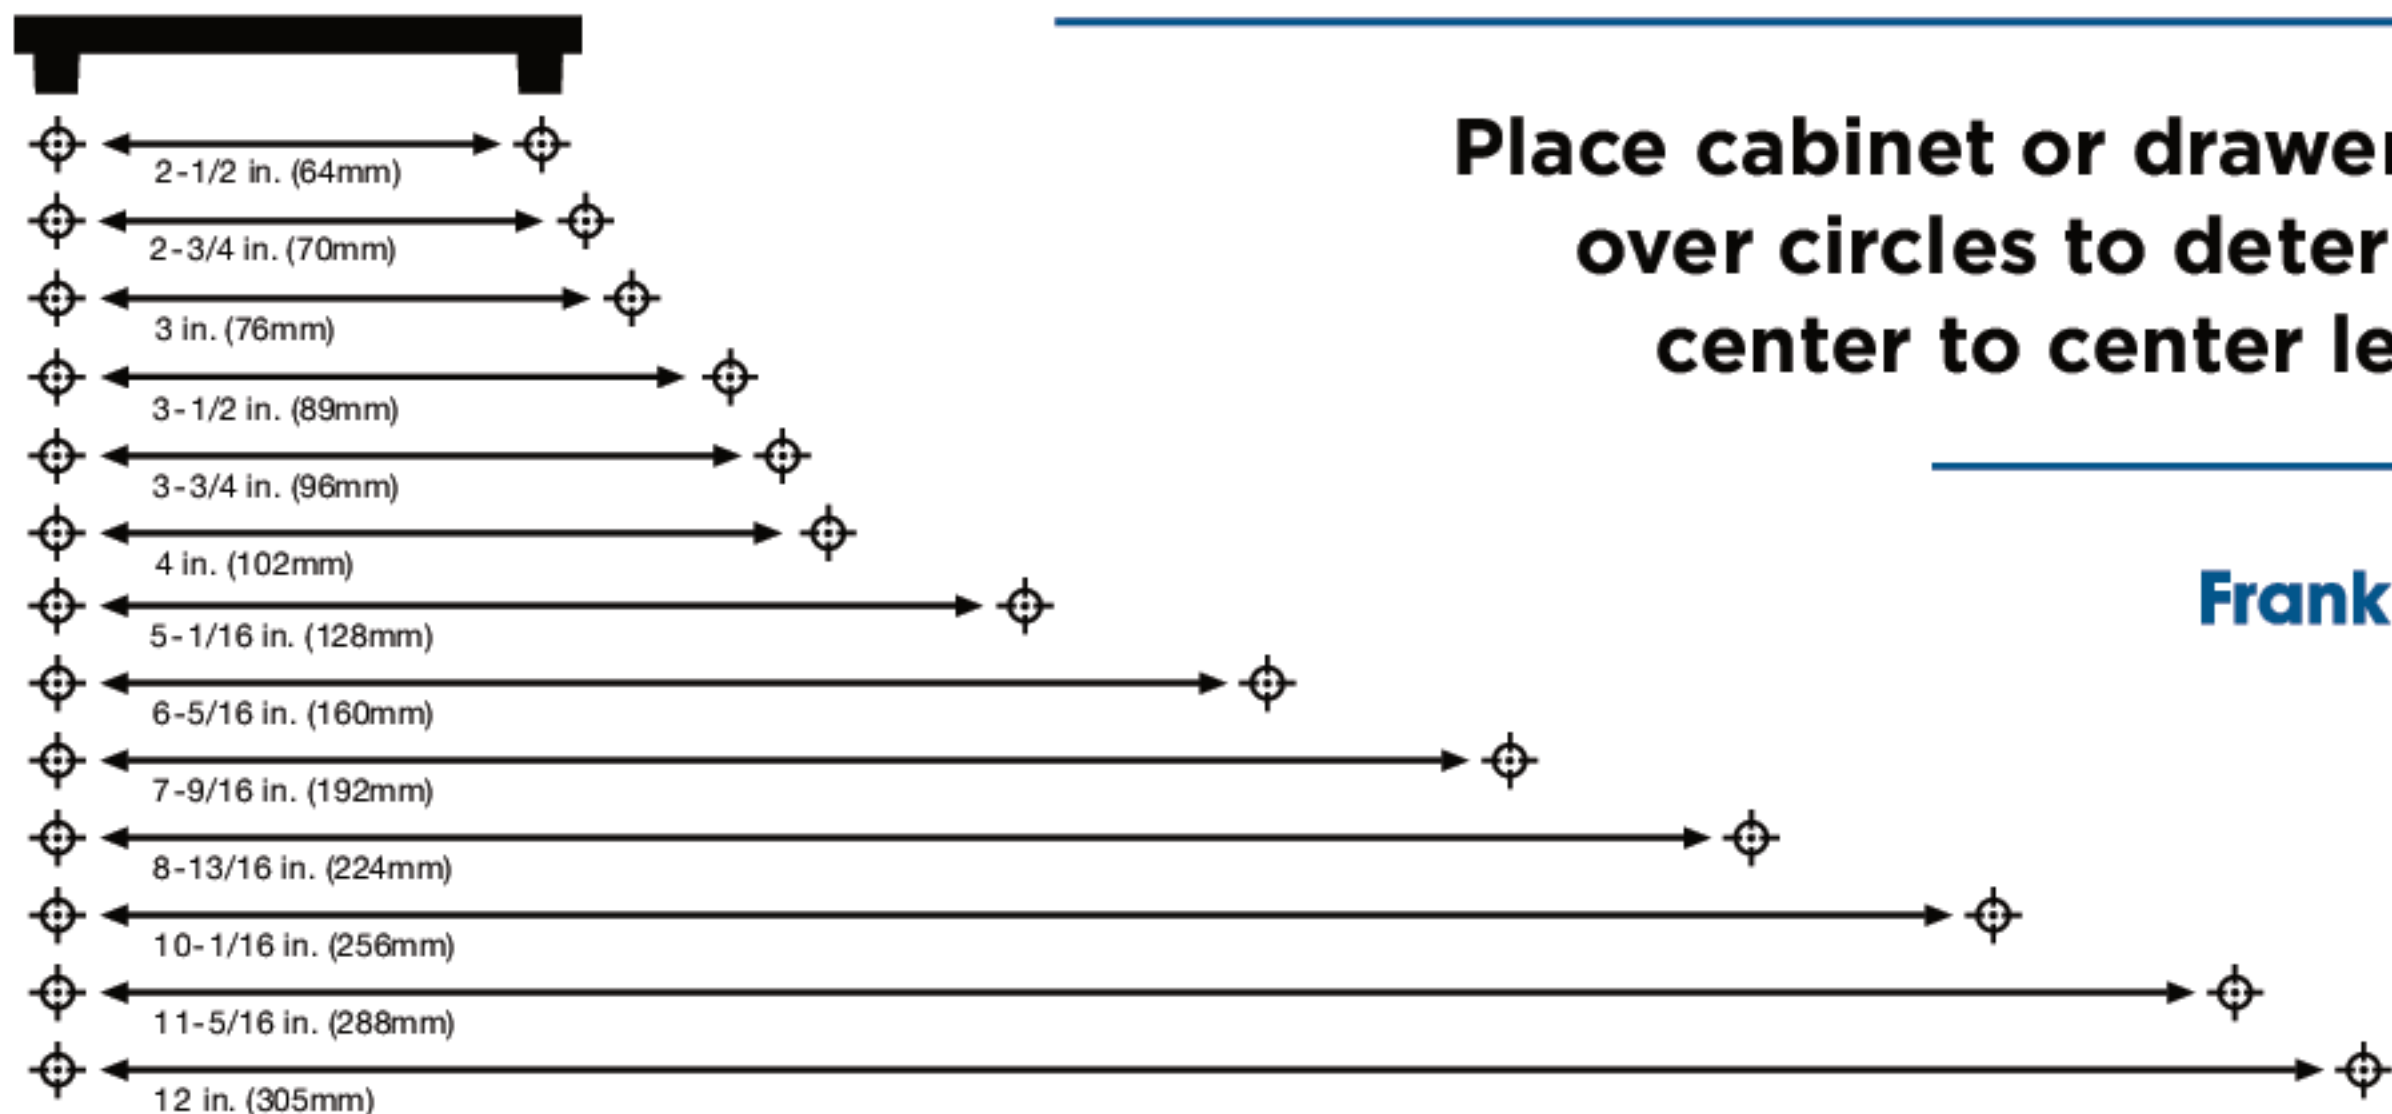 2-1/2 in. (64mm)
2-3/4 in. (70mm)
3 in. (76mm)
3-1/2 in. (89mm)
3-3/4 in. (96mm)
4 in. (102mm)
5-1/16 in. (128mm)
6-5/16 in. (160mm)
7-9/16 in. (192mm)
8-13/16 in. (224mm)
10-1/16 in. (256mm)
11-5/16 in. (288mm)
12 in. (305mm)
Place cabinet or drawer
over circles to deter
center to center le
Frank